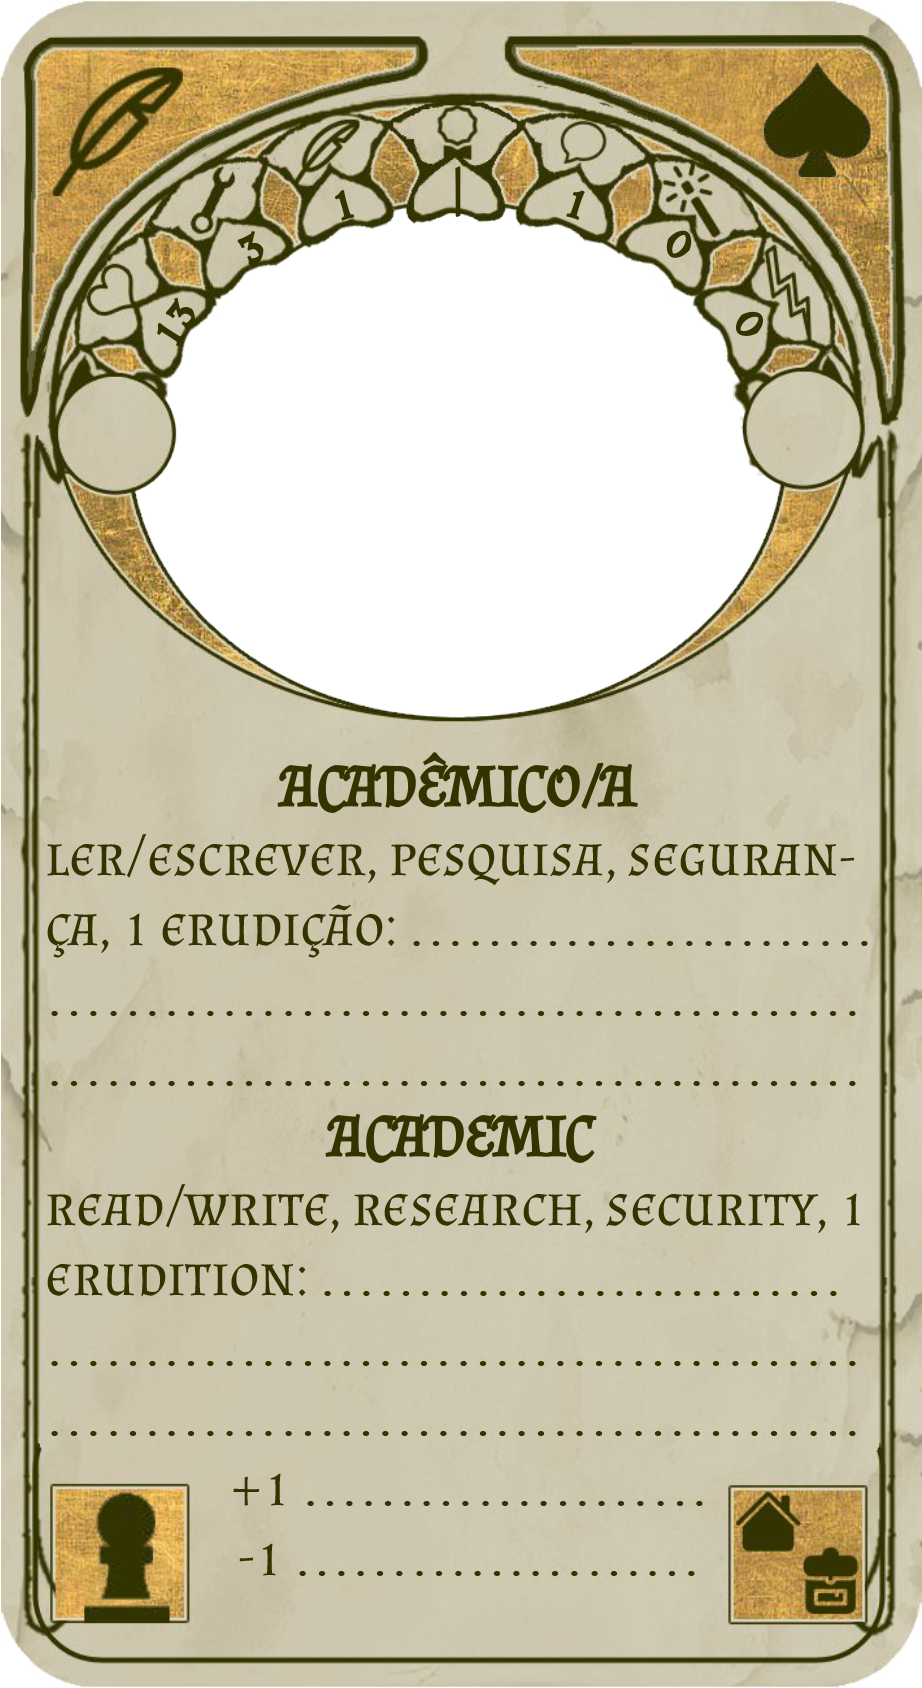 13 3 1 | 1 0 0
ACADÊMICO/A
LER/ESCREVER, PESQUISA, SEGURAN-
ÇA, 1 ERUDIÇÃO: ........................
..........................................
..........................................
ACADEMIC
READ/WRITE, RESEARCH, SECURITY, 1
ERUDITION: ...........................
..........................................
..........................................
+1 .....................
-1 .....................